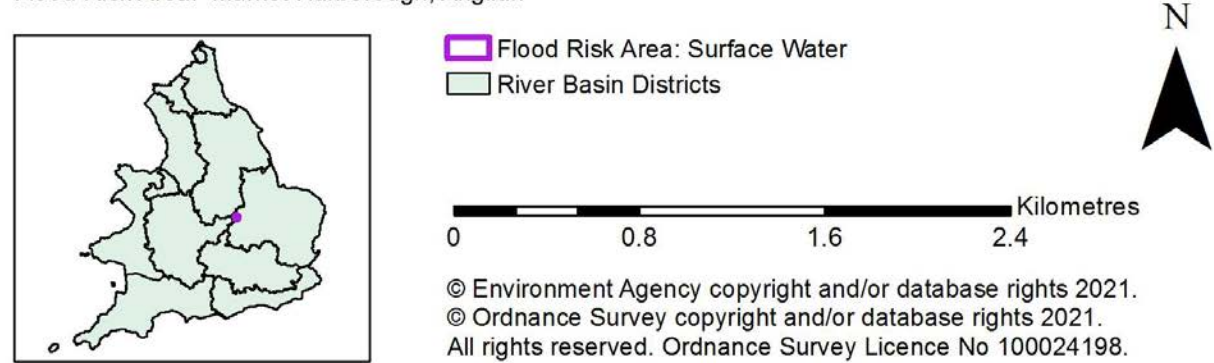 N
Flood Risk Area: Surface Water
River Basin Districts
Kilometres
0 0.8 1.6 2.4
© Environment Agency copyright and/or database rights 2021.
© Ordnance Survey copyright and/or database rights 2021.
All rights reserved. Ordnance Survey Licence No 100024198.